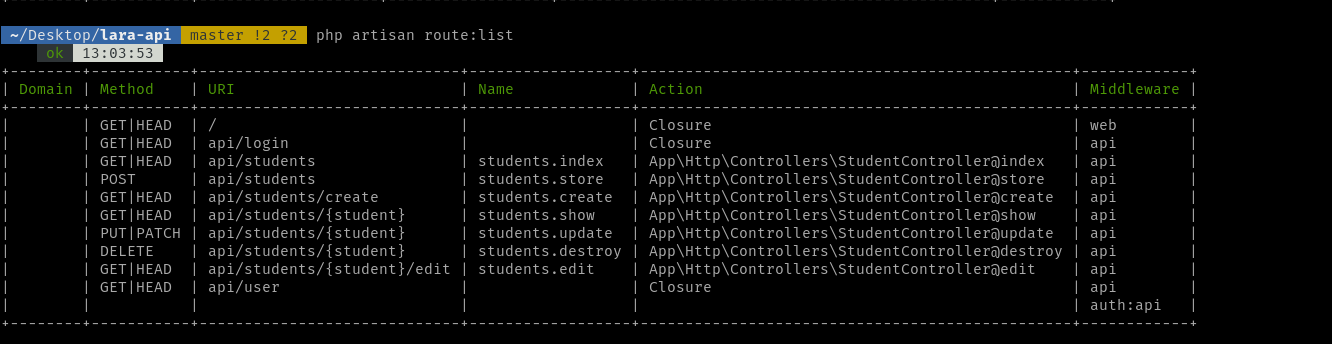 +--------+-----------+-----------------------------+------------------+------------------------------------------------+------------+
~/Desktop/lara-api master !2 ?2 php artisan route:list
ok 13:03:53
+--------+-----------+-----------------------------+------------------+------------------------------------------------+------------+
| Domain | Method    | URI                         | Name             | Action                                         | Middleware |
+--------+-----------+-----------------------------+------------------+------------------------------------------------+------------+
|        | GET|HEAD  | /                           |                  | Closure                                        | web        |
|        | GET|HEAD  | api/login                   |                  | Closure                                        | api        |
|        | GET|HEAD  | api/students                | students.index   | App\Http\Controllers\StudentController@index   | api        |
|        | POST      | api/students                | students.store   | App\Http\Controllers\StudentController@store   | api        |
|        | GET|HEAD  | api/students/create         | students.create  | App\Http\Controllers\StudentController@create  | api        |
|        | GET|HEAD  | api/students/{student}      | students.show    | App\Http\Controllers\StudentController@show    | api        |
|        | PUT|PATCH | api/students/{student}      | students.update  | App\Http\Controllers\StudentController@update  | api        |
|        | DELETE    | api/students/{student}      | students.destroy | App\Http\Controllers\StudentController@destroy | api        |
|        | GET|HEAD  | api/students/{student}/edit | students.edit    | App\Http\Controllers\StudentController@edit    | api        |
|        | GET|HEAD  | api/user                    |                  | Closure                                        | api        |
|        |           |                             |                  |                                                | auth:api   |
+--------+-----------+-----------------------------+------------------+------------------------------------------------+------------+